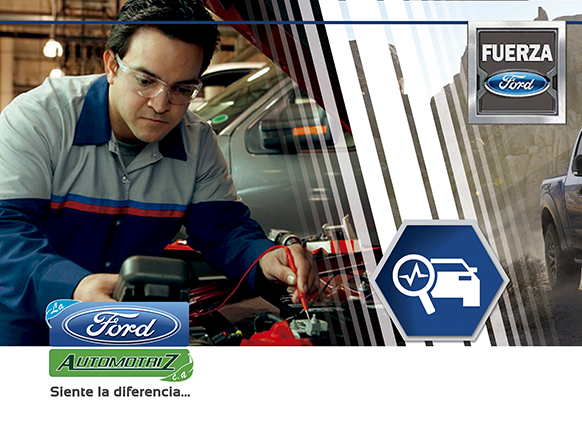 FUERZA
Ford
La
Ford
AUTOMOTRIZ
c.a
Siente la diferencia...